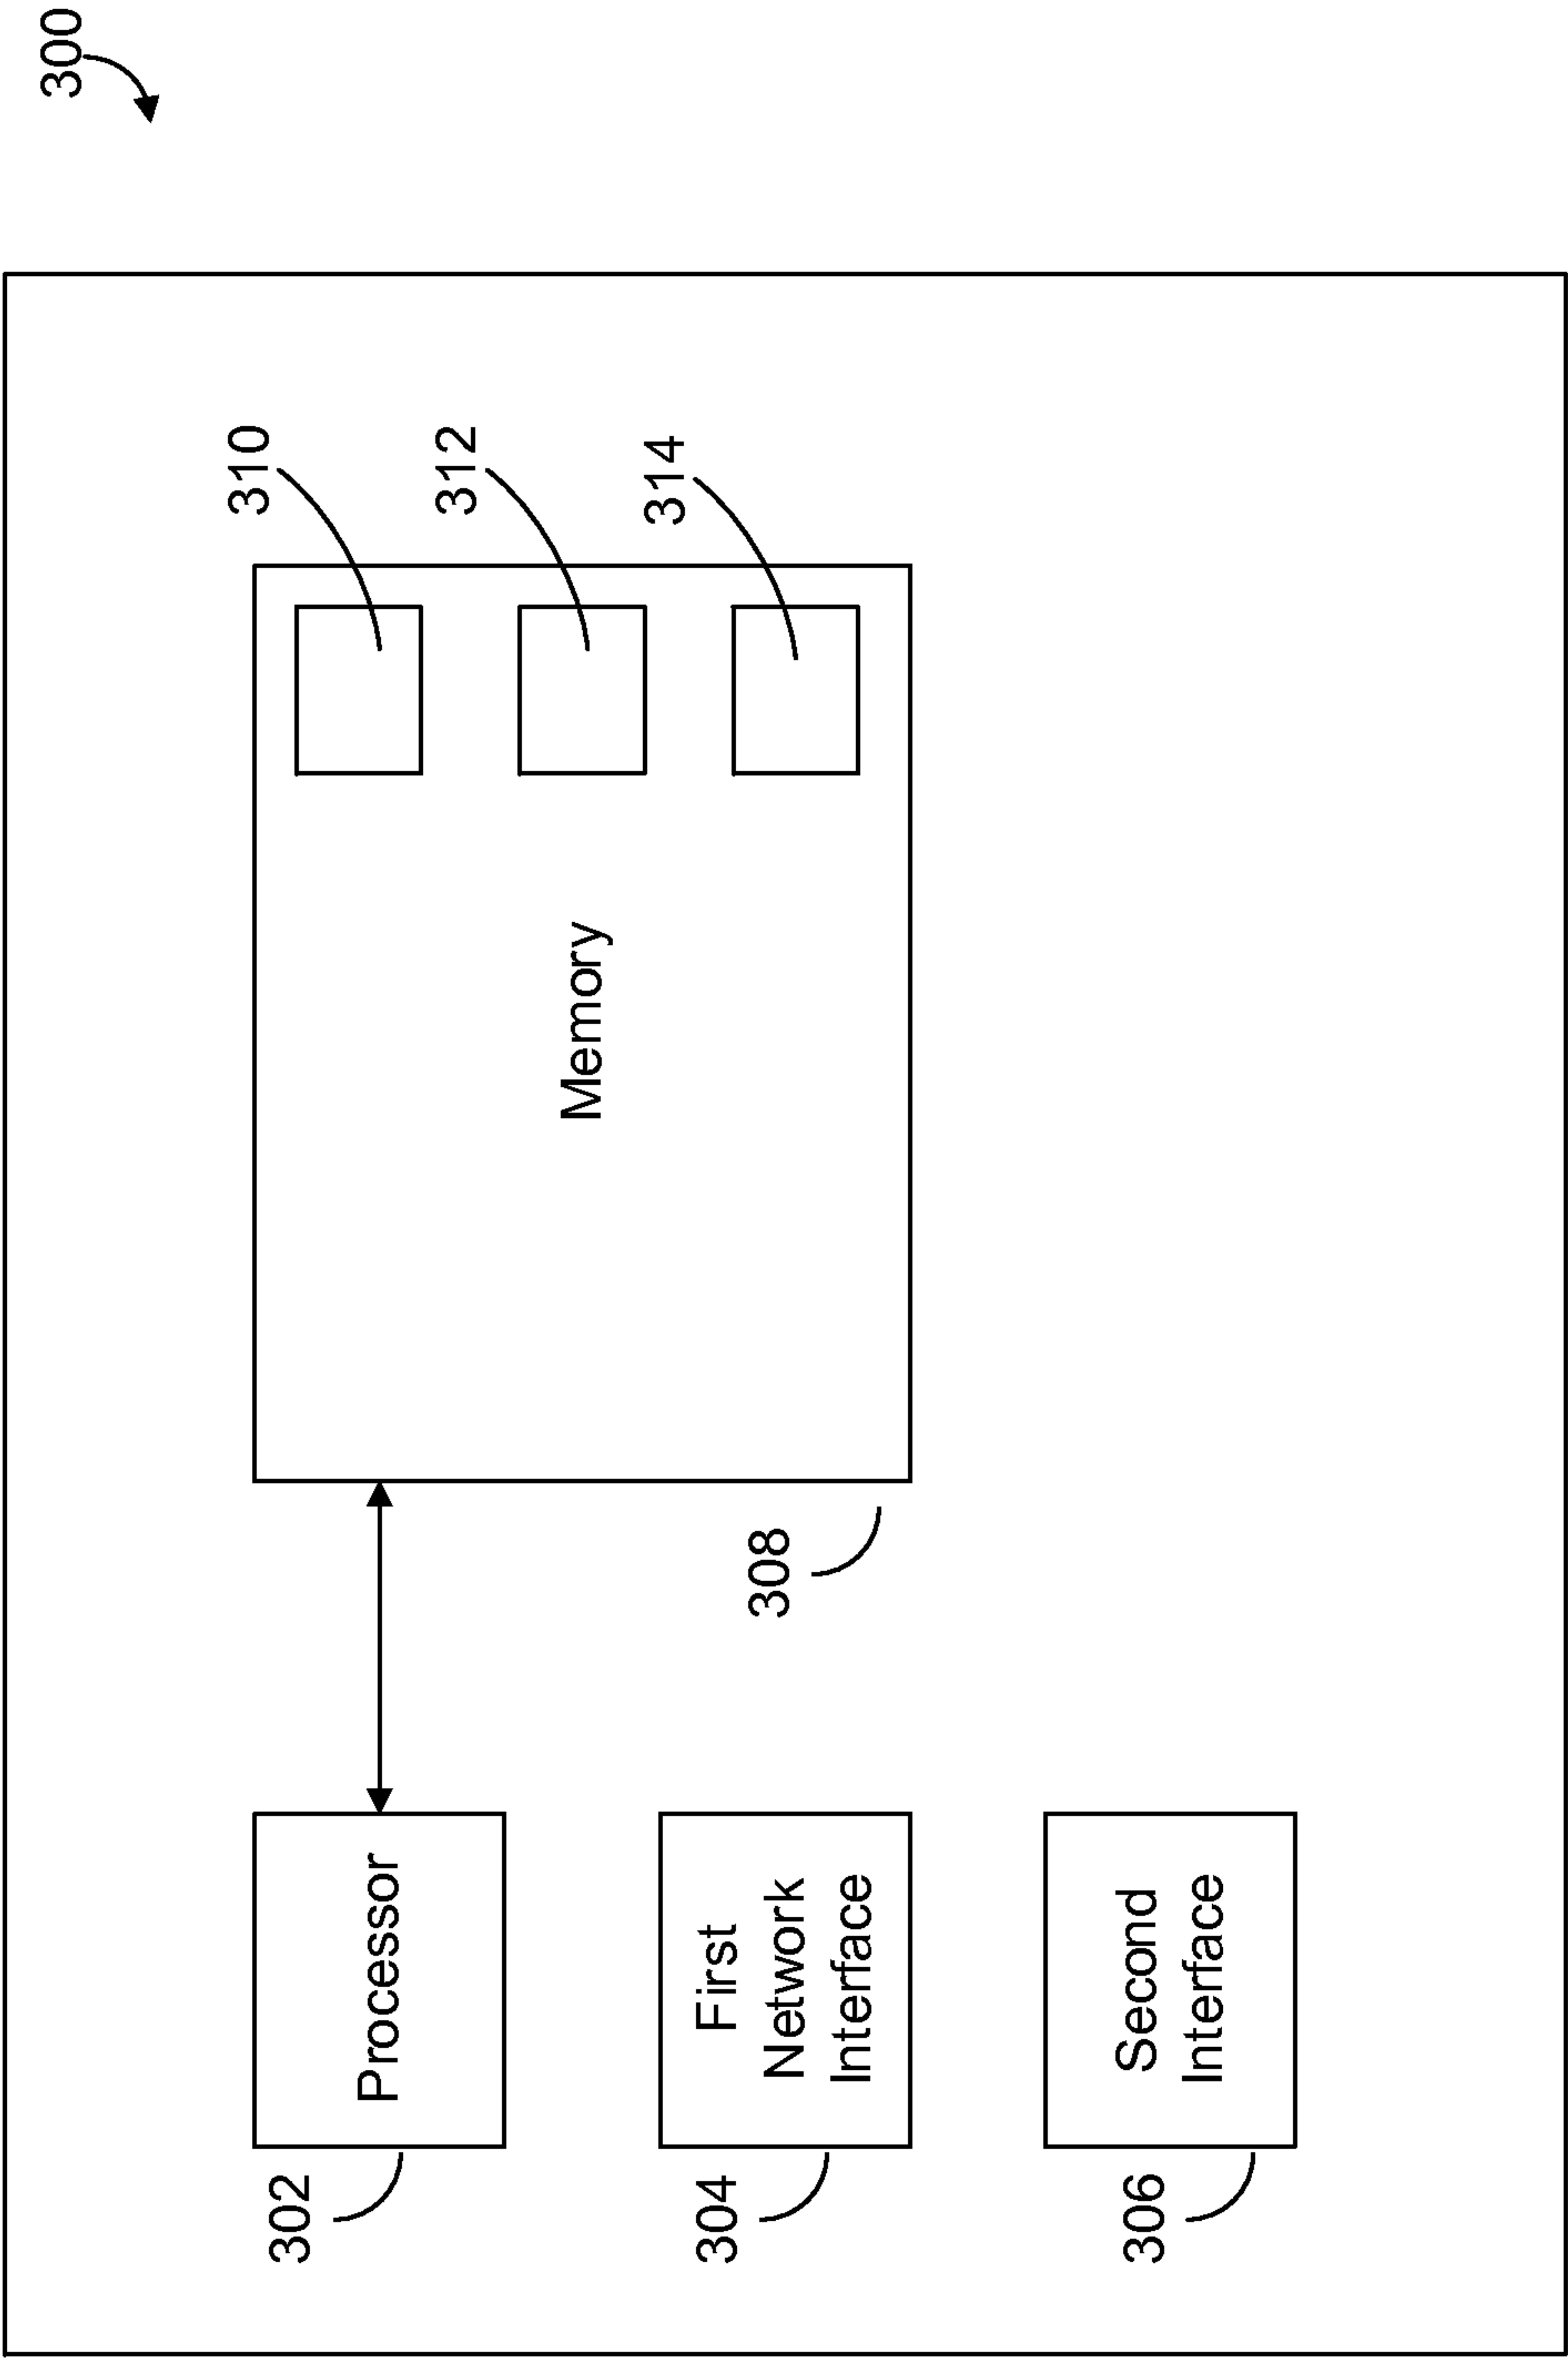 300
302
Processor
304
First
Network
Interface
306
Second
Interface
308
Memory
310
312
314